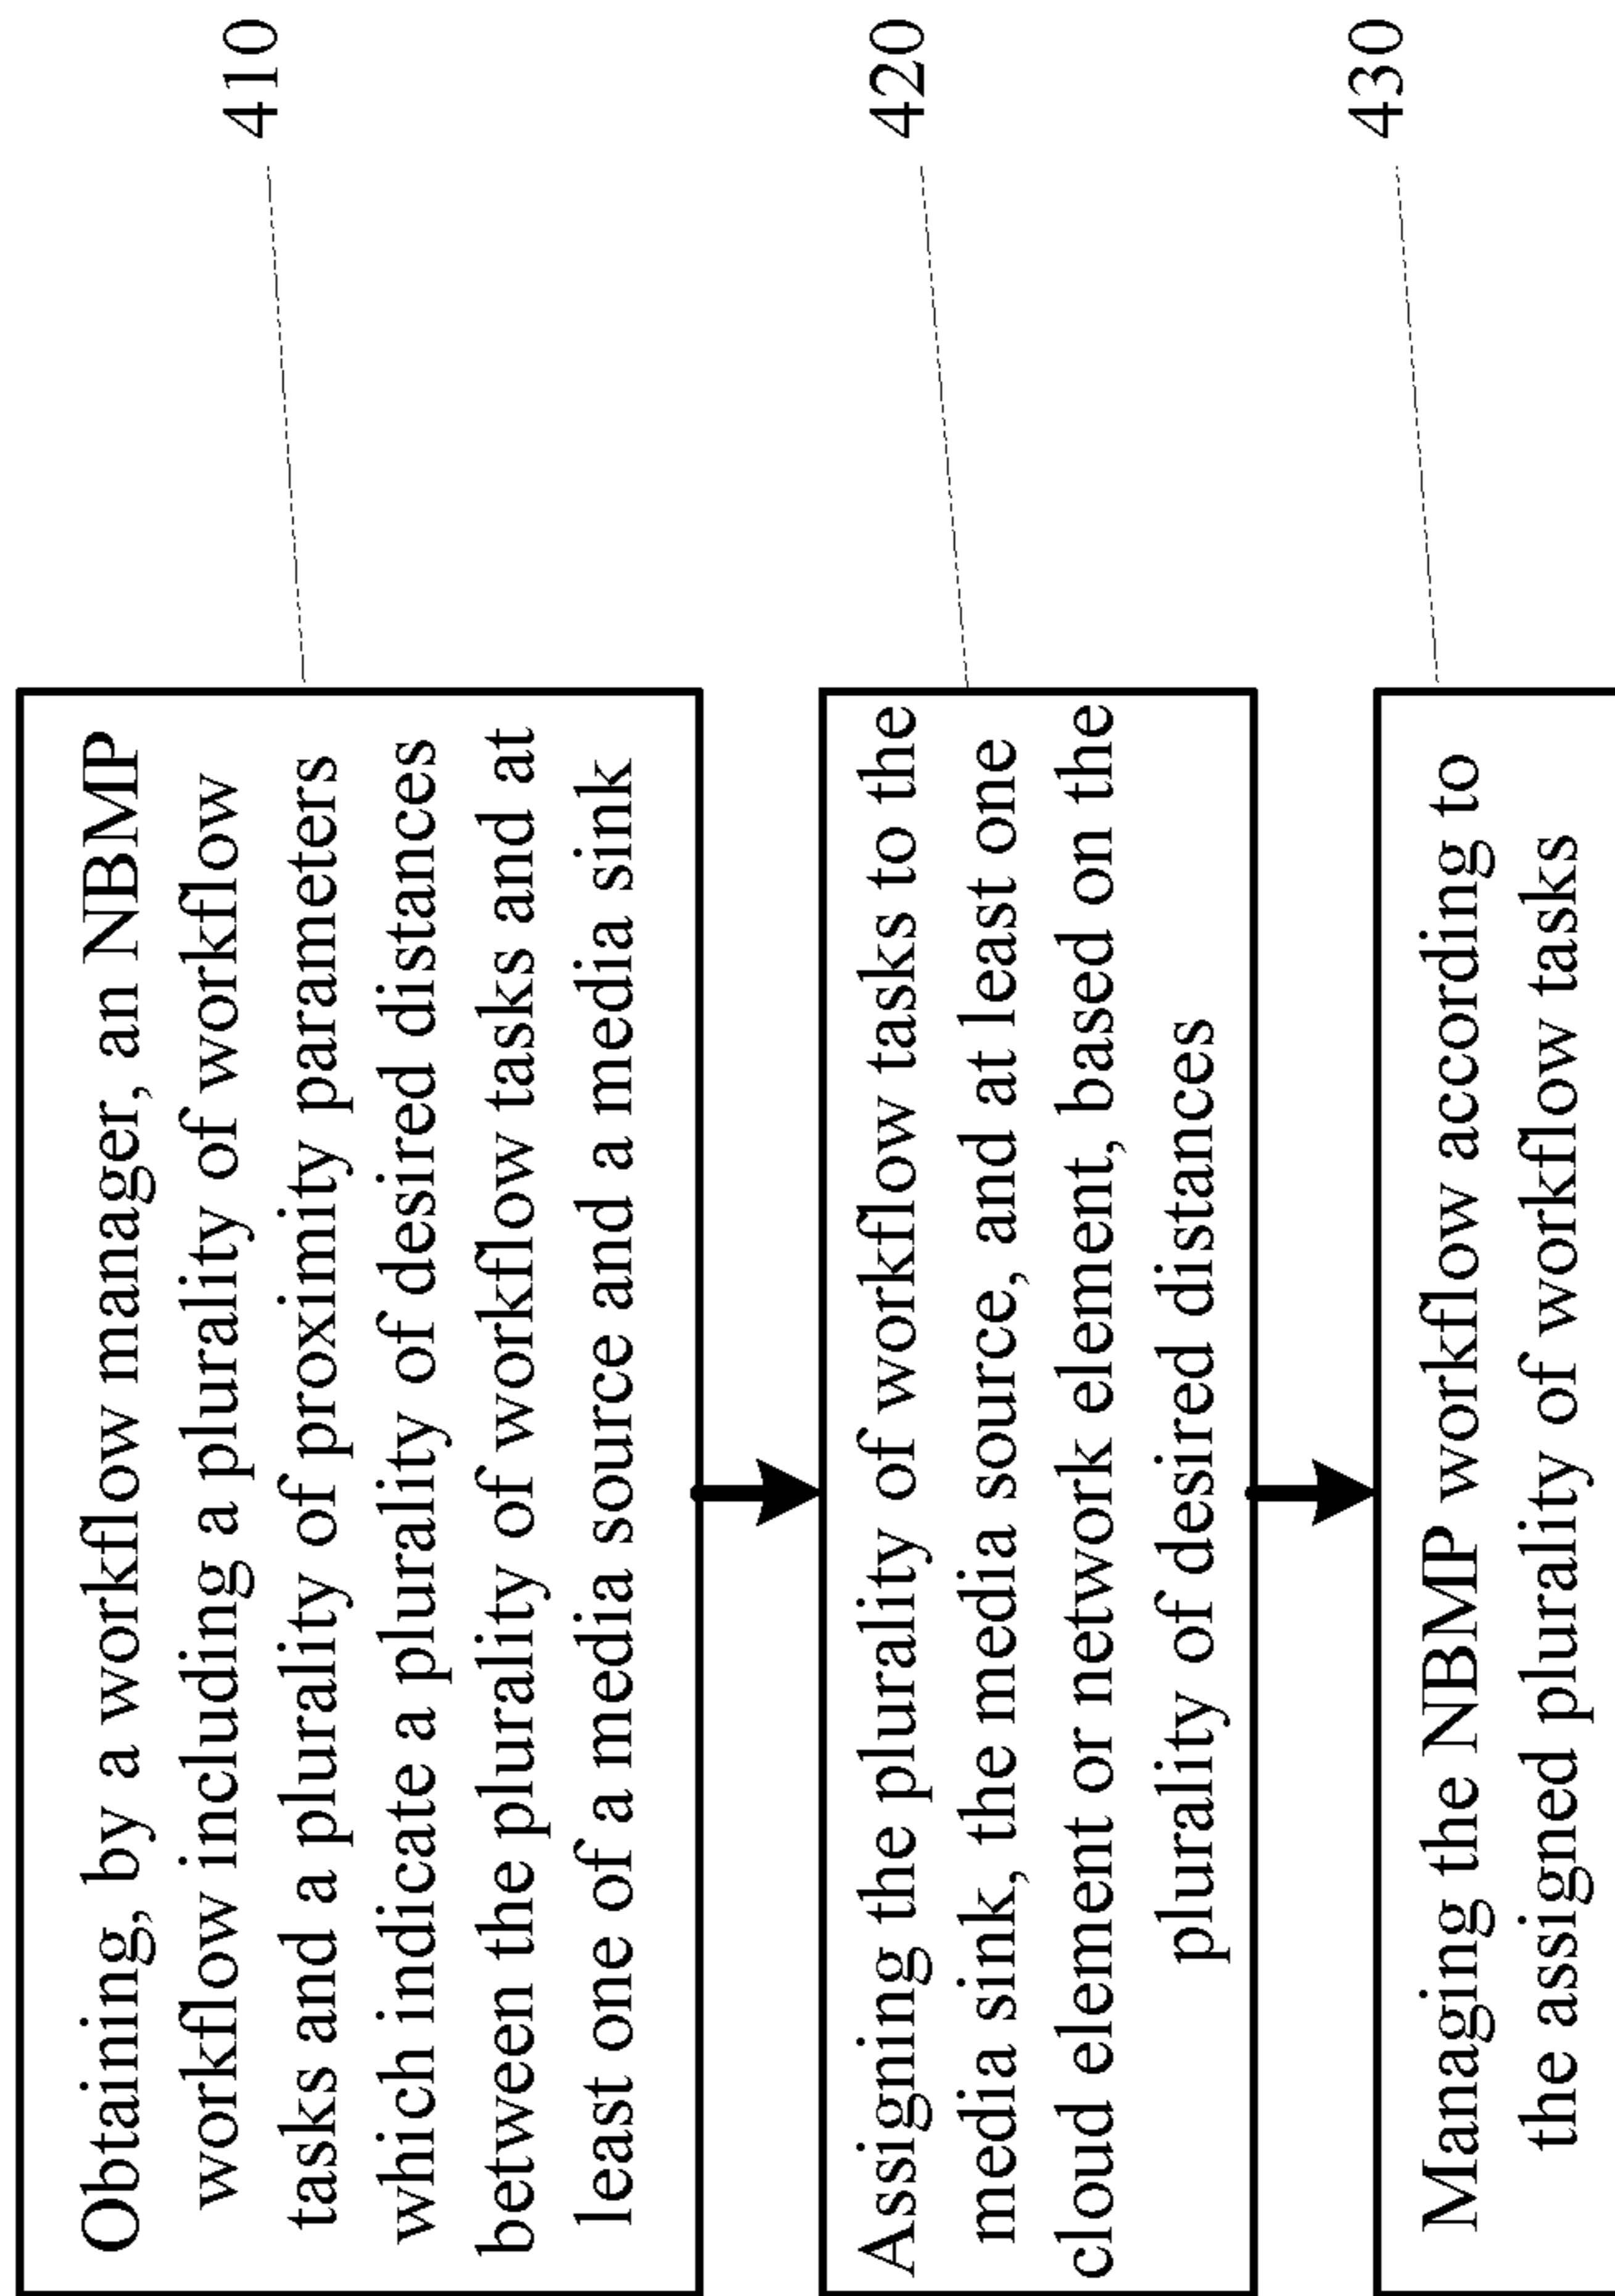 Obtaining, by a workflow manager, an NBMP
workflow including a plurality of workflow
tasks and a plurality of proximity parameters
which indicate a plurality of desired distances
between the plurality of workflow tasks and at
least one of a media source and a media sink
410
Assigning the plurality of workflow tasks to the
media sink, the media source, and at least one
cloud element or network element, based on the
plurality of desired distances
420
Managing the NBMP workflow according to
the assigned plurality of workflow tasks
430